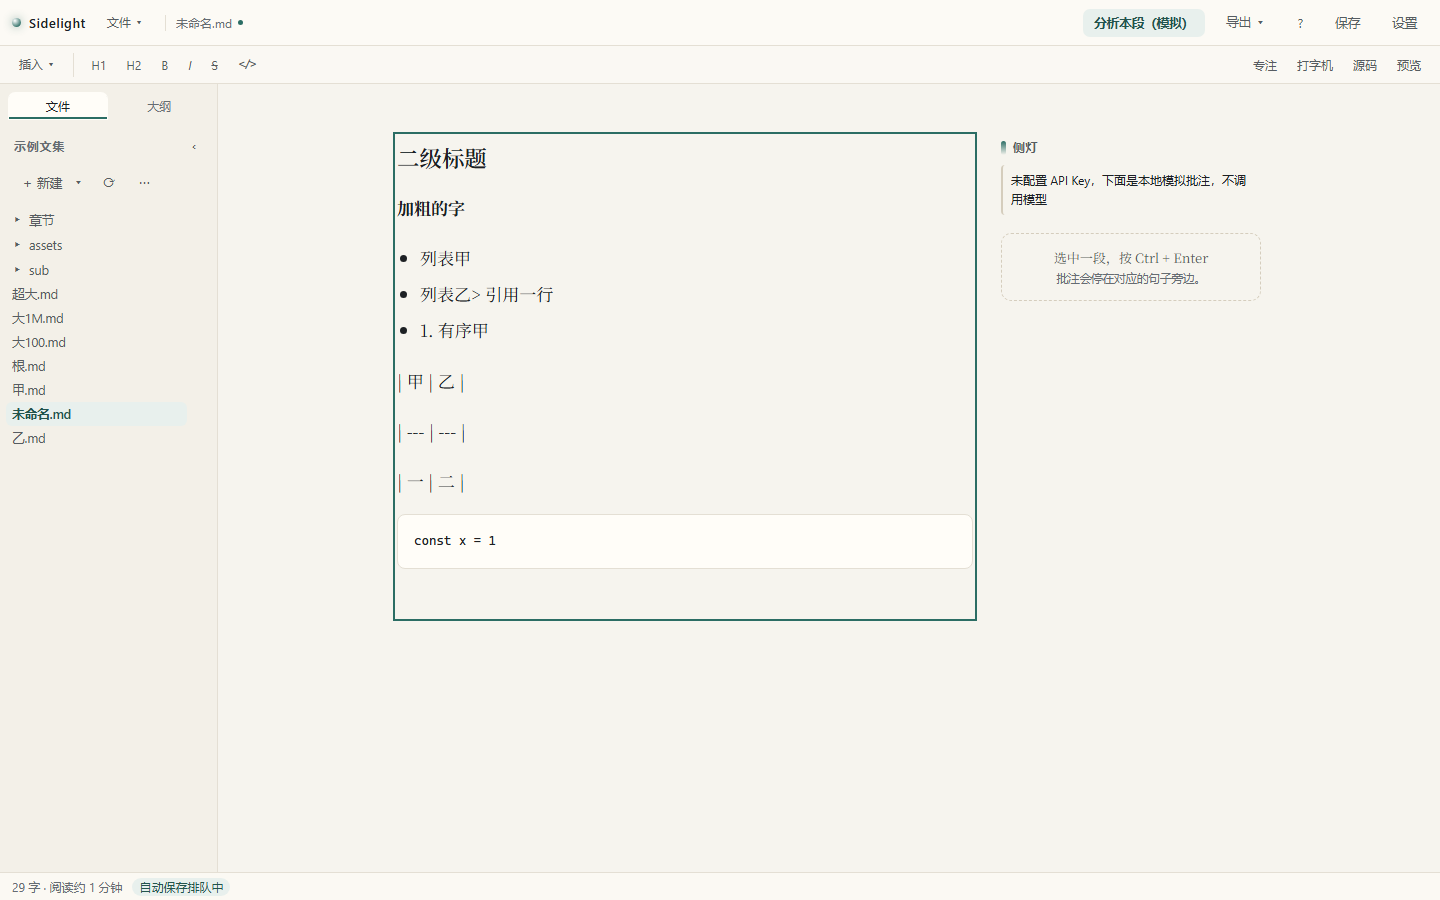 Sidelight 文件 ▾ 未命名.md ● 分析本段（模拟） 导出 ▾ ? 保存 设置
插入 ▾ H1 H2 B I S </> 专注 打字机 源码 预览
文件 大纲
示例文集 ‹
+ 新建 ▾ ⟳ ···
▸ 章节
▸ assets
▸ sub
超大.md
大1M.md
大100.md
根.md
甲.md
未命名.md
乙.md
二级标题
加粗的字
• 列表甲
• 列表乙> 引用一行
• 1. 有序甲
| 甲 | 乙 |
| --- | --- |
| 一 | 二 |
const x = 1
侧灯
未配置 API Key，下面是本地模拟批注，不调
用模型
选中一段，按 Ctrl + Enter
批注会停在对应的句子旁边。
29 字 · 阅读约 1 分钟 自动保存排队中